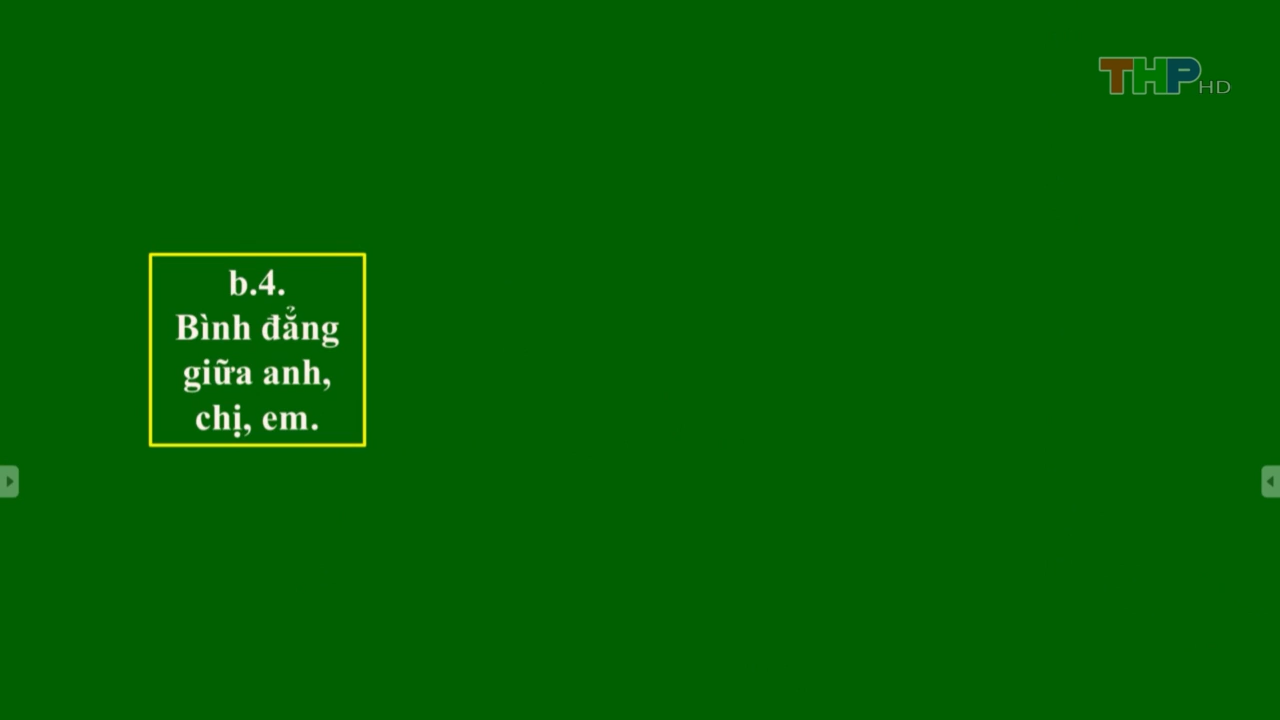 THP HD
b.4.
Bình đẳng
giữa anh,
chị, em.